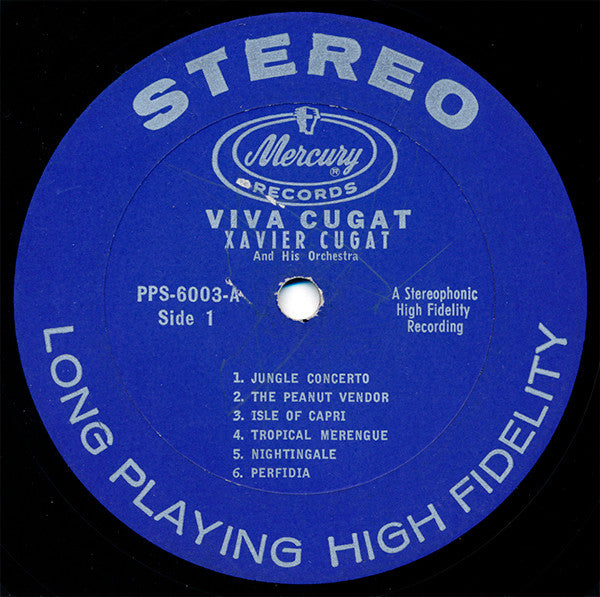 STEREO
Mercury
®
RECORDS
VIVA CUGAT
XAVIER CUGAT
And His Orchestra
PPS-6003-A
Side 1
A Stereophonic
High Fidelity
Recording
1. JUNGLE CONCERTO
2. THE PEANUT VENDOR
3. ISLE OF CAPRI
4. TROPICAL MERENGUE
5. NIGHTINGALE
6. PERFIDIA
LONG PLAYING HIGH FIDELITY